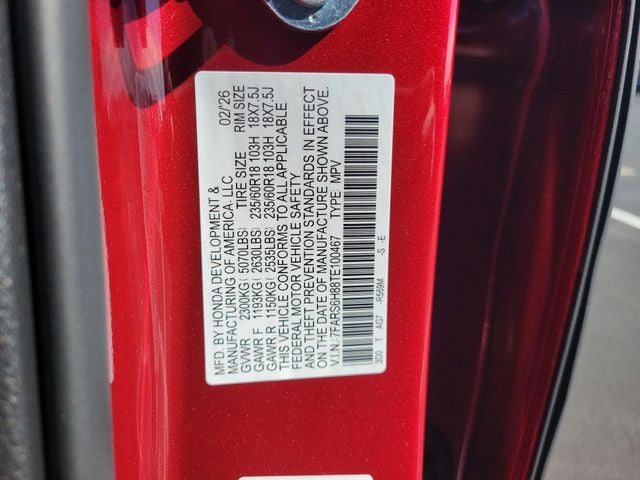 MFD. BY HONDA DEVELOPMENT &
MANUFACTURING OF AMERICA, LLC 02/'26
GVWR 2300KG(5070LBS) TIRE SIZE RIM SIZE
GAWR F 1193KG(2630LBS) 235/60R18 103H 18X7.5J
GAWR R 1150KG(2535LBS) 235/60R18 103H 18X7.5J
THIS VEHICLE CONFORMS TO ALL APPLICABLE
FEDERAL MOTOR VEHICLE SAFETY
AND THEFT PREVENTION STANDARDS IN EFFECT
ON THE DATE OF MANUFACTURE SHOWN ABOVE.
V.I.N.: 7FARS6H88TE100467 TYPE: MPV
3D0 T AG7 -R569M -S -E